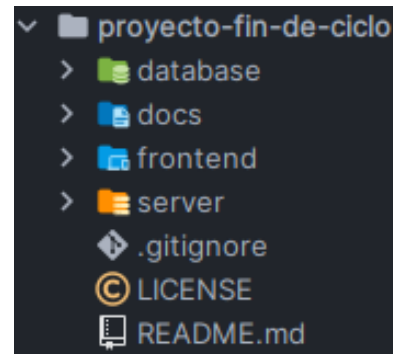 proyecto-fin-de-ciclo
database
docs
frontend
server
.gitignore
LICENSE
README.md